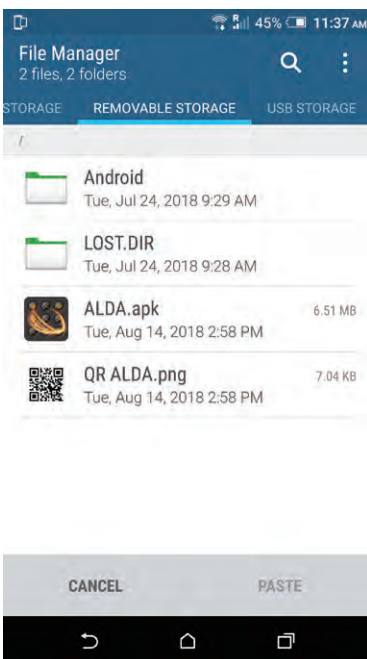 R 45% 11:37 AM
File Manager
2 files, 2 folders
STORAGE REMOVABLE STORAGE USB STORAGE
/
Android
Tue, Jul 24, 2018 9:29 AM
LOST.DIR
Tue, Jul 24, 2018 9:28 AM
ALDA.apk 6.51 MB
Tue, Aug 14, 2018 2:58 PM
QR ALDA.png 7.04 KB
Tue, Aug 14, 2018 2:58 PM
CANCEL PASTE